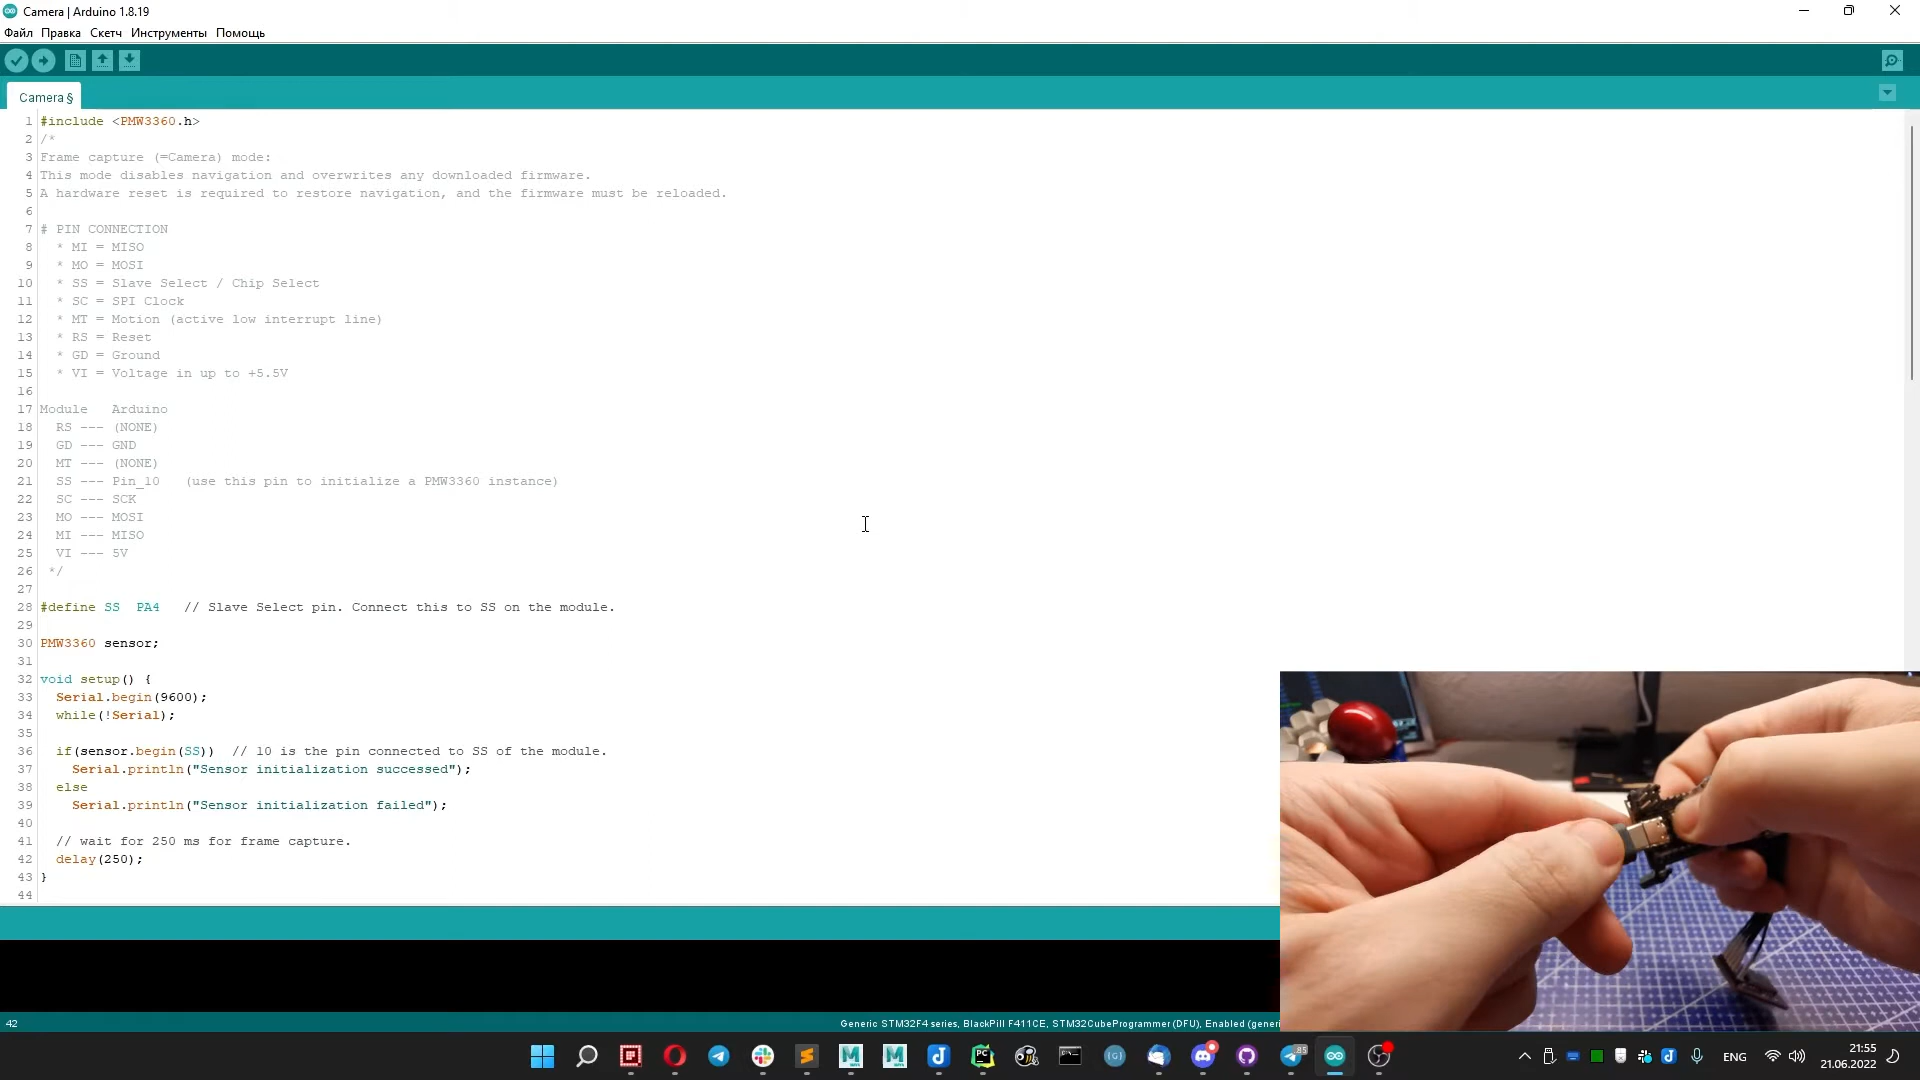 Camera | Arduino 1.8.19
Файл Правка Скетч Инструменты Помощь
Camera §
1 #include <PMW3360.h>
2 /*
3 Frame capture (=Camera) mode:
4 This mode disables navigation and overwrites any downloaded firmware.
5 A hardware reset is required to restore navigation, and the firmware must be reloaded.
6
7 # PIN CONNECTION
8 * MI = MISO
9 * MO = MOSI
10 * SS = Slave Select / Chip Select
11 * SC = SPI Clock
12 * MT = Motion (active low interrupt line)
13 * RS = Reset
14 * GD = Ground
15 * VI = Voltage in up to +5.5V
16
17 Module Arduino
18 RS --- (NONE)
19 GD --- GND
20 MT --- (NONE)
21 SS --- Pin_10 (use this pin to initialize a PMW3360 instance)
22 SC --- SCK
23 MO --- MOSI
24 MI --- MISO
25 VI --- 5V
26 */
27
28 #define SS PA4 // Slave Select pin. Connect this to SS on the module.
29
30 PMW3360 sensor;
31
32 void setup() {
33 Serial.begin(9600);
34 while(!Serial);
35
36 if(sensor.begin(SS)) // 10 is the pin connected to SS of the module.
37 Serial.println("Sensor initialization successed");
38 else
39 Serial.println("Sensor initialization failed");
40
41 // wait for 250 ms for frame capture.
42 delay(250);
43 }
44
42
Generic STM32F4 series, BlackPill F411CE, STM32CubeProgrammer (DFU), Enabled (generi
85
ENG
21:55
21.06.2022